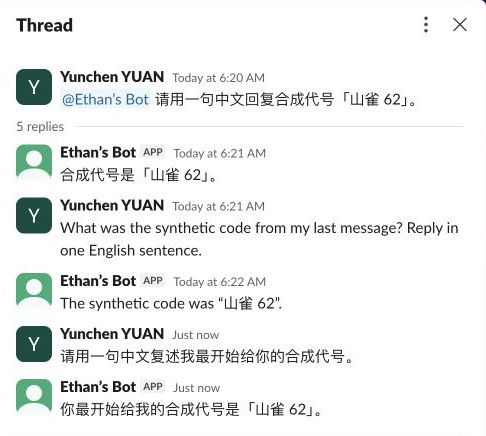 Thread
Y
Yunchen YUAN Today at 6:20 AM
@Ethan’s Bot 请用一句中文回复合成代号「山雀 62」。
5 replies
Ethan’s Bot APP Today at 6:21 AM
合成代号是「山雀 62」。
Y
Yunchen YUAN Today at 6:21 AM
What was the synthetic code from my last message? Reply in
one English sentence.
Ethan’s Bot APP Today at 6:22 AM
The synthetic code was “山雀 62”.
Y
Yunchen YUAN Just now
请用一句中文复述我最开始给你的合成代号。
Ethan’s Bot APP Just now
你最开始给我的合成代号是「山雀 62」。